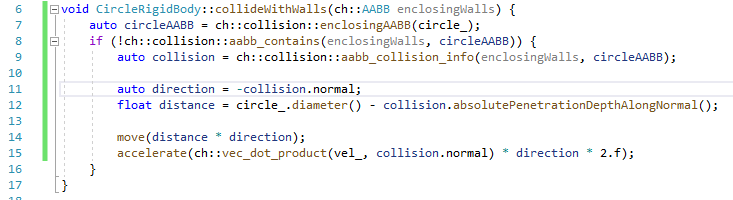 6 void CircleRigidBody::collideWithWalls(ch::AABB enclosingWalls) {
7 auto circleAABB = ch::collision::enclosingAABB(circle_);
8 if (!ch::collision::aabb_contains(enclosingWalls, circleAABB)) {
9 auto collision = ch::collision::aabb_collision_info(enclosingWalls, circleAABB);
10
11 auto direction = -collision.normal;
12 float distance = circle_.diameter() - collision.absolutePenetrationDepthAlongNormal();
13
14 move(distance * direction);
15 accelerate(ch::vec_dot_product(vel_, collision.normal) * direction * 2.f);
16 }
17 }